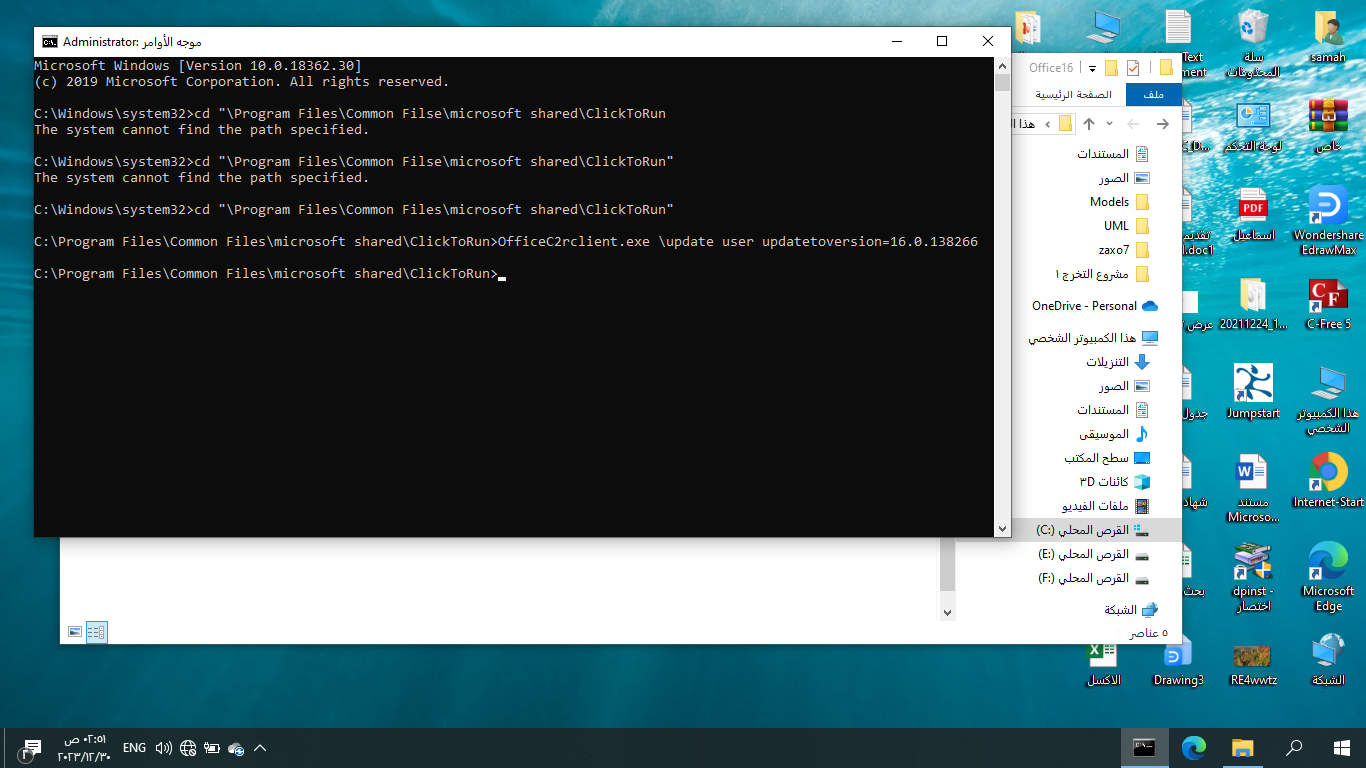 Administrator: موجه الأوامر
Microsoft Windows [Version 10.0.18362.30]
(c) 2019 Microsoft Corporation. All rights reserved.
C:\Windows\system32>cd "\Program Files\Common Filse\microsoft shared\ClickToRun
The system cannot find the path specified.
C:\Windows\system32>cd "\Program Files\Common Filse\microsoft shared\ClickToRun"
The system cannot find the path specified.
C:\Windows\system32>cd "\Program Files\Common Files\microsoft shared\ClickToRun"
C:\Program Files\Common Files\microsoft shared\ClickToRun>OfficeC2rclient.exe \update user updatetoversion=16.0.138266
C:\Program Files\Common Files\microsoft shared\ClickToRun>
Office16
ملف
الصفحة الرئيسية
هذا ال
المستندات
الصور
Models
UML
zaxo7
مشروع التخرج ١
OneDrive - Personal
هذا الكمبيوتر الشخصي
التنزيلات
الصور
المستندات
الموسيقى
سطح المكتب
كائنات ٣D
ملفات الفيديو
القرص المحلي (C:)
القرص المحلي (E:)
القرص المحلي (F:)
الشبكة
٥ عناصر
samah
سلة
المحذوفات
Text
ment
خاص
لوحة التحكم
Wondershare
EdrawMax
اسماعيل
PDF
تقديم
l.doc1
C-Free 5
20211224_1...
عرض
هذا الكمبيوتر
الشخصي
Jumpstart
جدول
Internet-Start
مستند
Microso...
شهاد
Microsoft
Edge
dpinst -
اختصار
بحث
الشبكة
RE4wwtz
Drawing3
الاكسل
ENG
٠٢:٥١ ص
٢٠٢٣/١٢/٣٠
٢